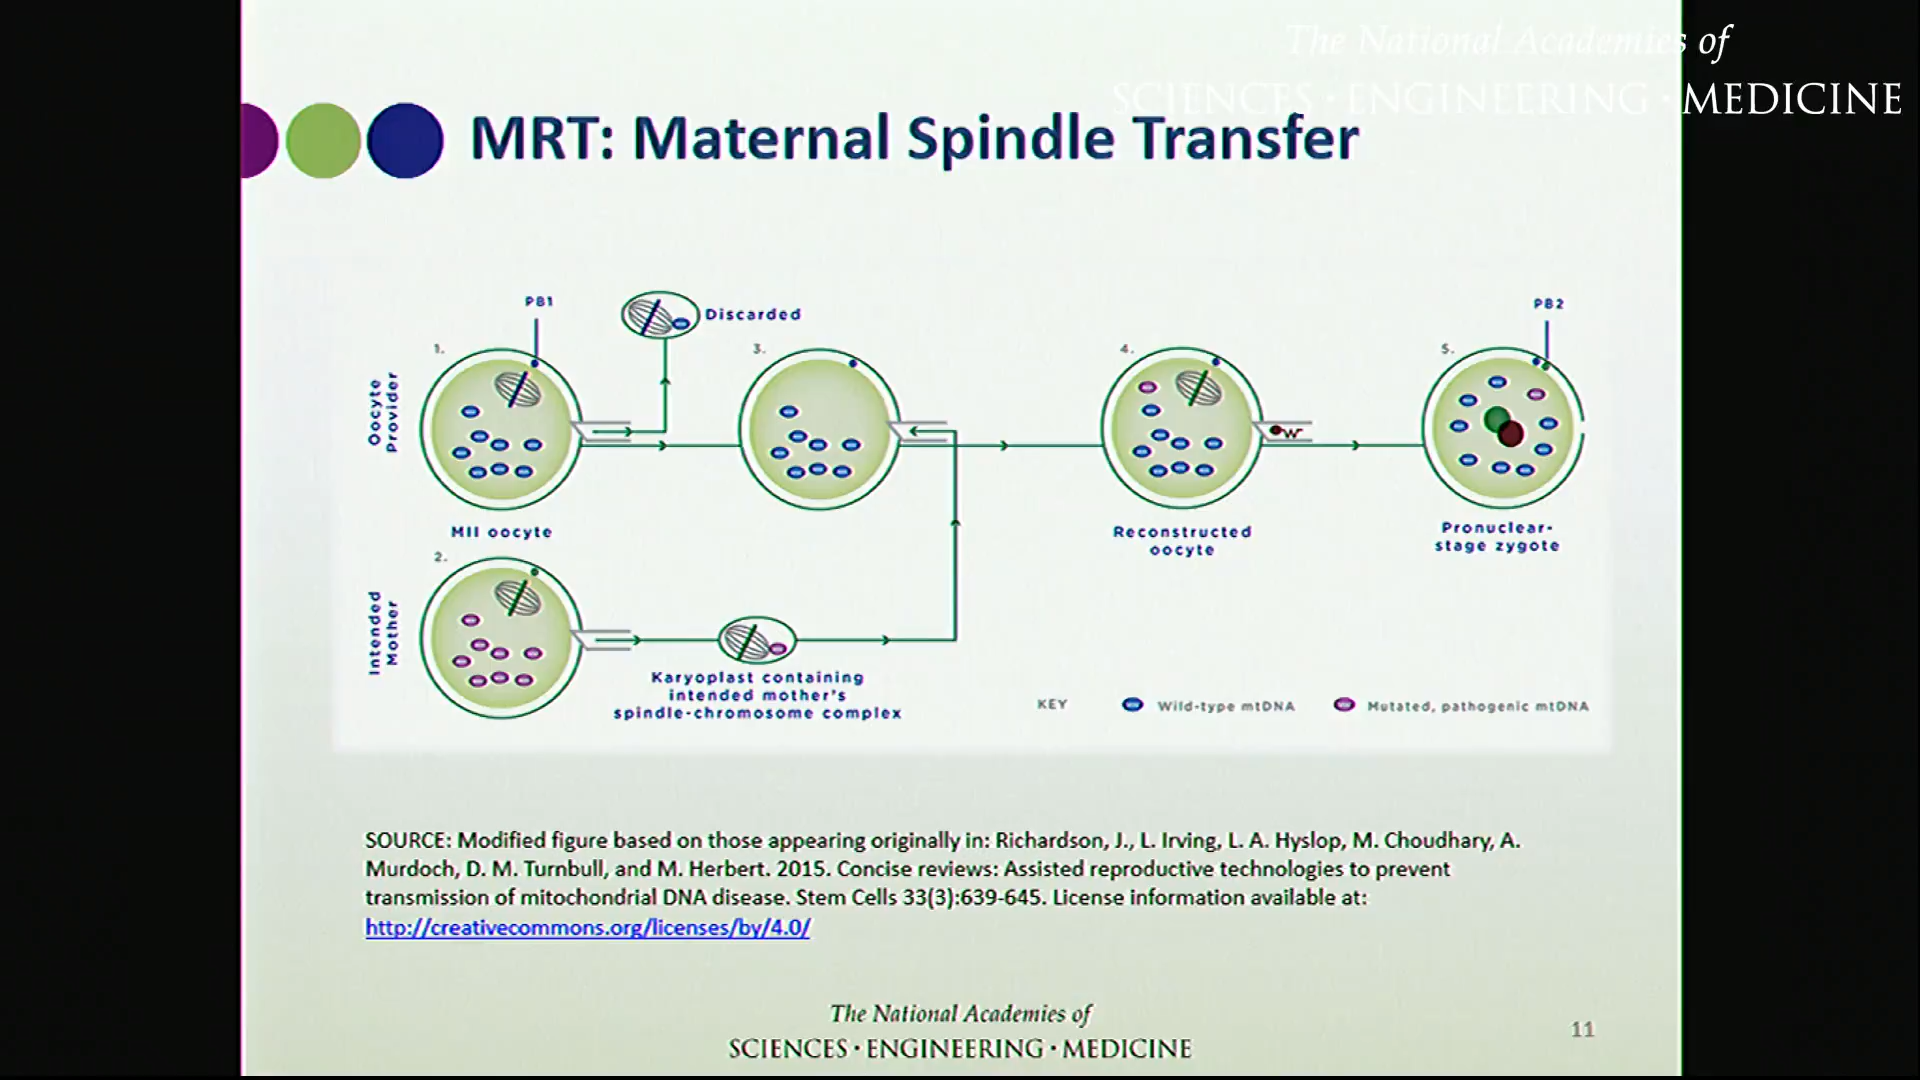 The National Academies of
SCIENCES · ENGINEERING · MEDICINE
MRT: Maternal Spindle Transfer
PB1
Discarded
PB2
1.
3.
4.
5.
Oocyte
Provider
MII oocyte
Reconstructed
oocyte
Pronuclear-
stage zygote
2.
Intended
Mother
Karyoplast containing
intended mother's
spindle-chromosome complex
KEY
Wild-type mtDNA
Mutated, pathogenic mtDNA
SOURCE: Modified figure based on those appearing originally in: Richardson, J., L. Irving, L. A. Hyslop, M. Choudhary, A.
Murdoch, D. M. Turnbull, and M. Herbert. 2015. Concise reviews: Assisted reproductive technologies to prevent
transmission of mitochondrial DNA disease. Stem Cells 33(3):639-645. License information available at:
http://creativecommons.org/licenses/by/4.0/
The National Academies of
SCIENCES · ENGINEERING · MEDICINE
11